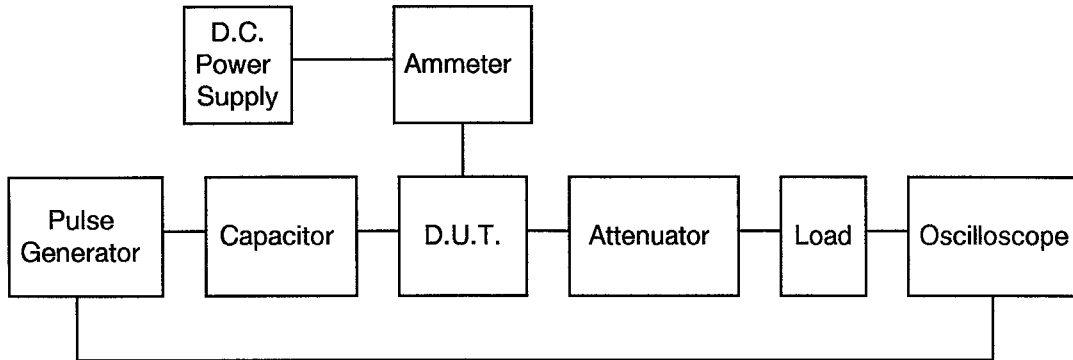 D.C.
Power
Supply
Ammeter
Pulse
Generator
Capacitor
D.U.T.
Attenuator
Load
Oscilloscope